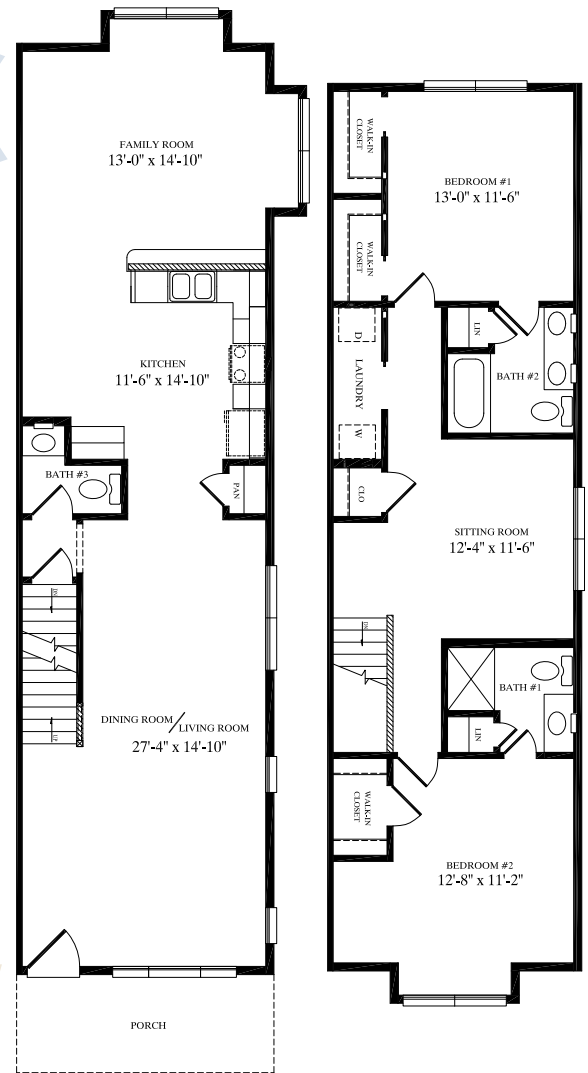 FAMILY ROOM
13'-0" x 14'-10"
KITCHEN
11'-6" x 14'-10"
BATH #3
PAN
DN
UP
DINING ROOM / LIVING ROOM
27'-4" x 14'-10"
PORCH
WALK-IN
CLOSET
BEDROOM #1
13'-0" x 11'-6"
WALK-IN
CLOSET
LIN
D
LAUNDRY
W
BATH #2
CLO
SITTING ROOM
12'-4" x 11'-6"
DN
BATH #1
LIN
WALK-IN
CLOSET
BEDROOM #2
12'-8" x 11'-2"